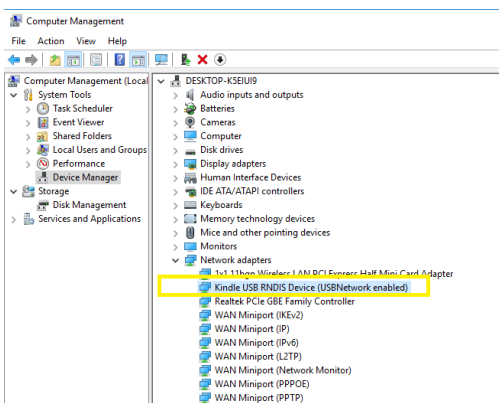 Computer Management
File Action View Help
Computer Management (Local
System Tools
Task Scheduler
Event Viewer
Shared Folders
Local Users and Groups
Performance
Device Manager
Storage
Disk Management
Services and Applications
DESKTOP-K5EIUI9
Audio inputs and outputs
Batteries
Cameras
Computer
Disk drives
Display adapters
Human Interface Devices
IDE ATA/ATAPI controllers
Keyboards
Memory technology devices
Mice and other pointing devices
Monitors
Network adapters
1x1 11bgn Wireless LAN PCI Express Half Mini Card Adapter
Kindle USB RNDIS Device (USBNetwork enabled)
Realtek PCIe GBE Family Controller
WAN Miniport (IKEv2)
WAN Miniport (IP)
WAN Miniport (IPv6)
WAN Miniport (L2TP)
WAN Miniport (Network Monitor)
WAN Miniport (PPPOE)
WAN Miniport (PPTP)